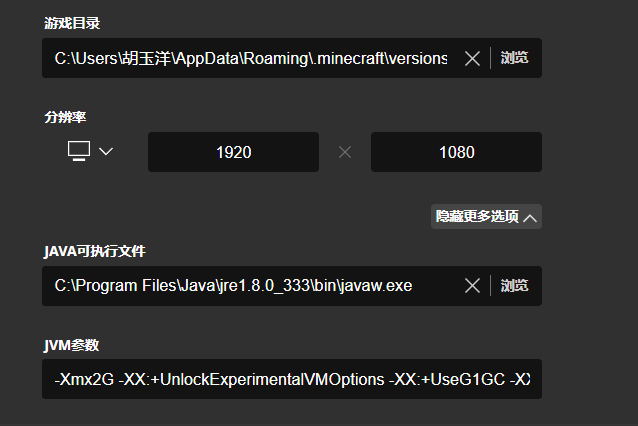 游戏目录
C:\Users\胡玉洋\AppData\Roaming\.minecraft\versions
浏览
分辨率
1920
1080
隐藏更多选项
JAVA可执行文件
C:\Program Files\Java\jre1.8.0_333\bin\javaw.exe
浏览
JVM参数
-Xmx2G -XX:+UnlockExperimentalVMOptions -XX:+UseG1GC -XX